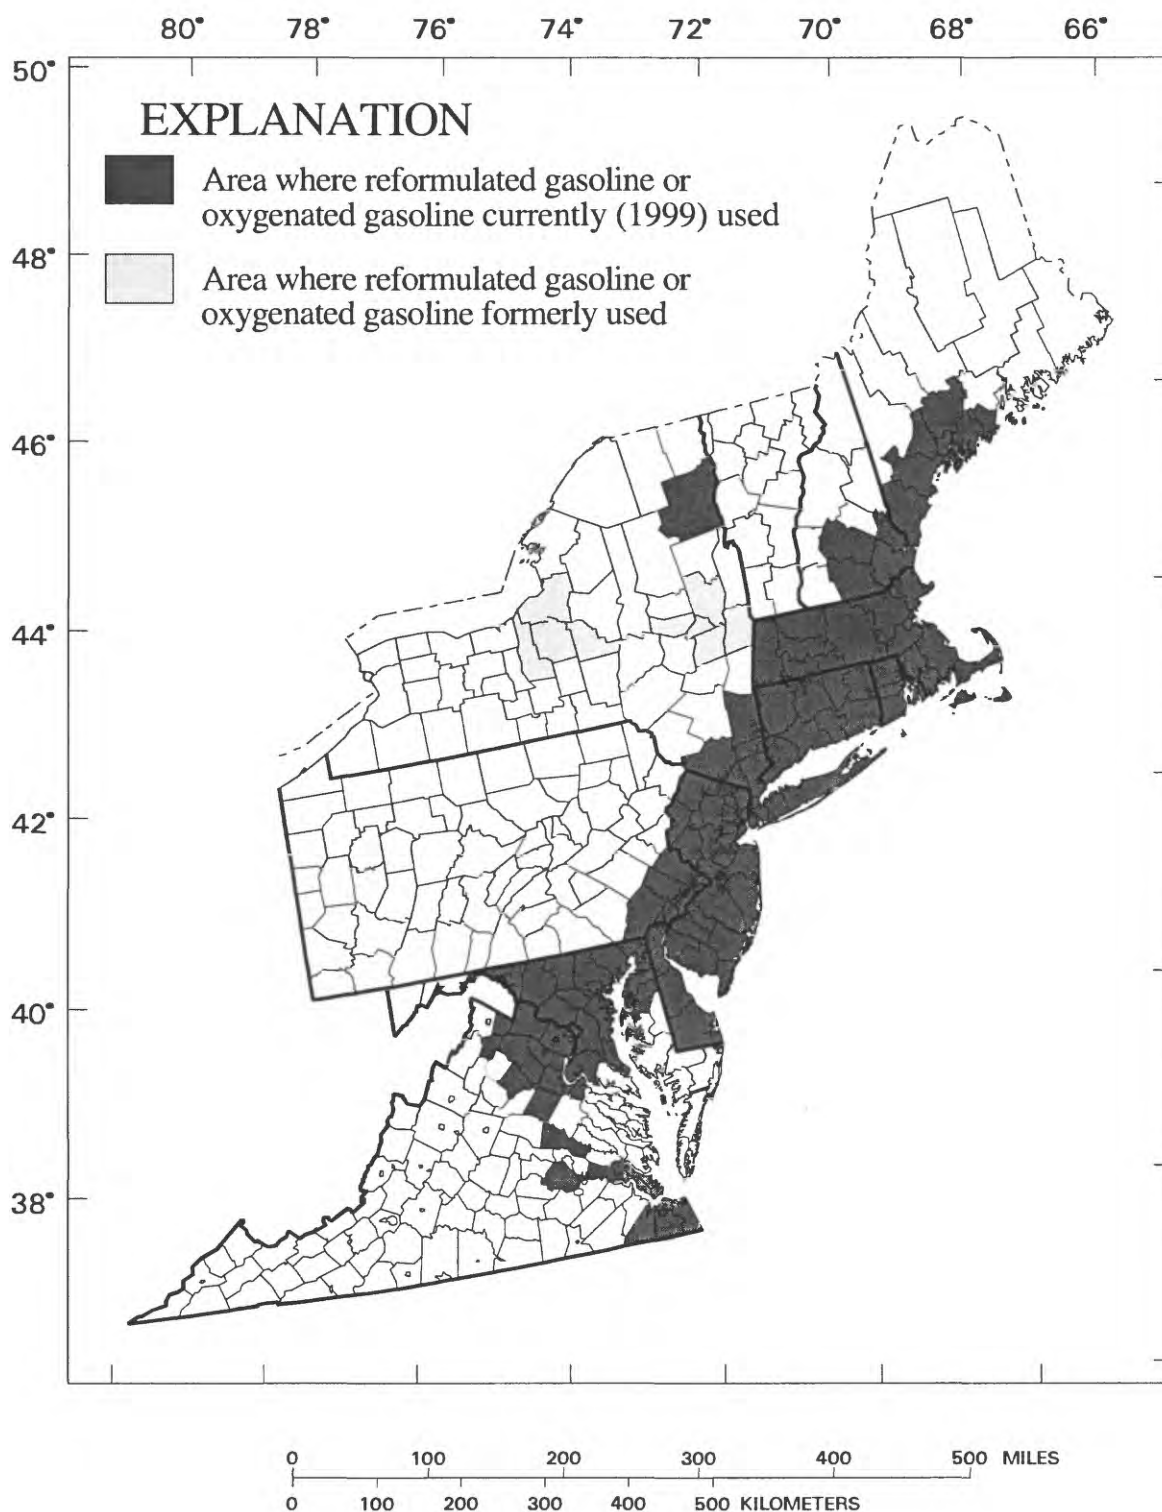 80° 78° 76° 74° 72° 70° 68° 66°
50°
EXPLANATION
Area where reformulated gasoline or
oxygenated gasoline currently (1999) used
48°
Area where reformulated gasoline or
oxygenated gasoline formerly used
46°
44°
42°
40°
38°
0 100 200 300 400 500 MILES
0 100 200 300 400 500 KILOMETERS